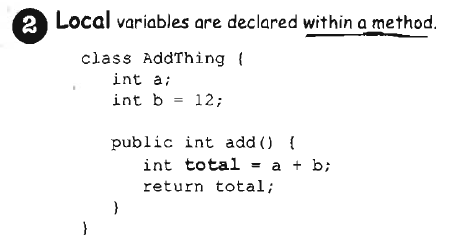 2 Local variables are declared within a method.
class AddThing {
int a;
int b = 12;
public int add() {
int total = a + b;
return total;
}
}